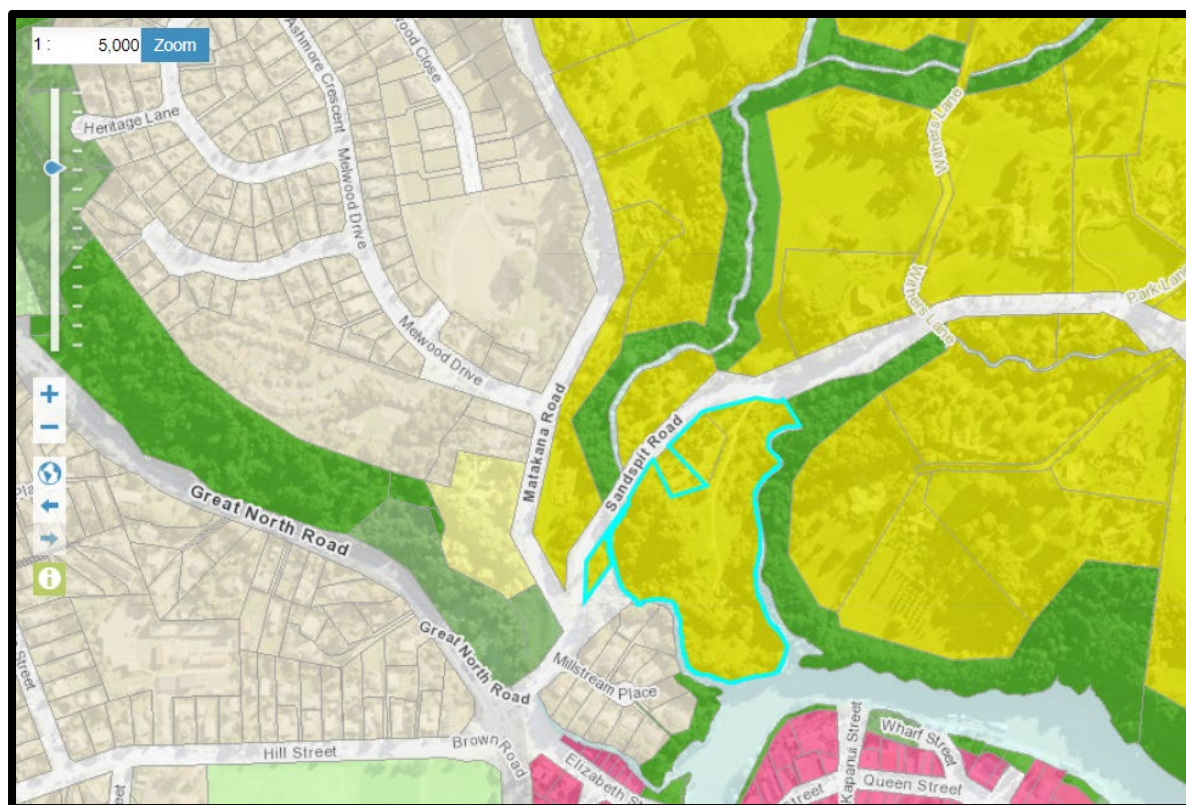 1 : 5,000 Zoom
Ashmore Crescent
wood Close
Heritage Lane
Melwood Drive
Withers Lane
Withers Lane
Park Lane
Melwood Drive
Matakana Road
Sandspit Road
Great North Road
Great North Road
Millstream Place
Hill Street
Brown Road
Elizabeth St
Kapanui Street
Wharf Street
Queen Street
Street
Street
Street